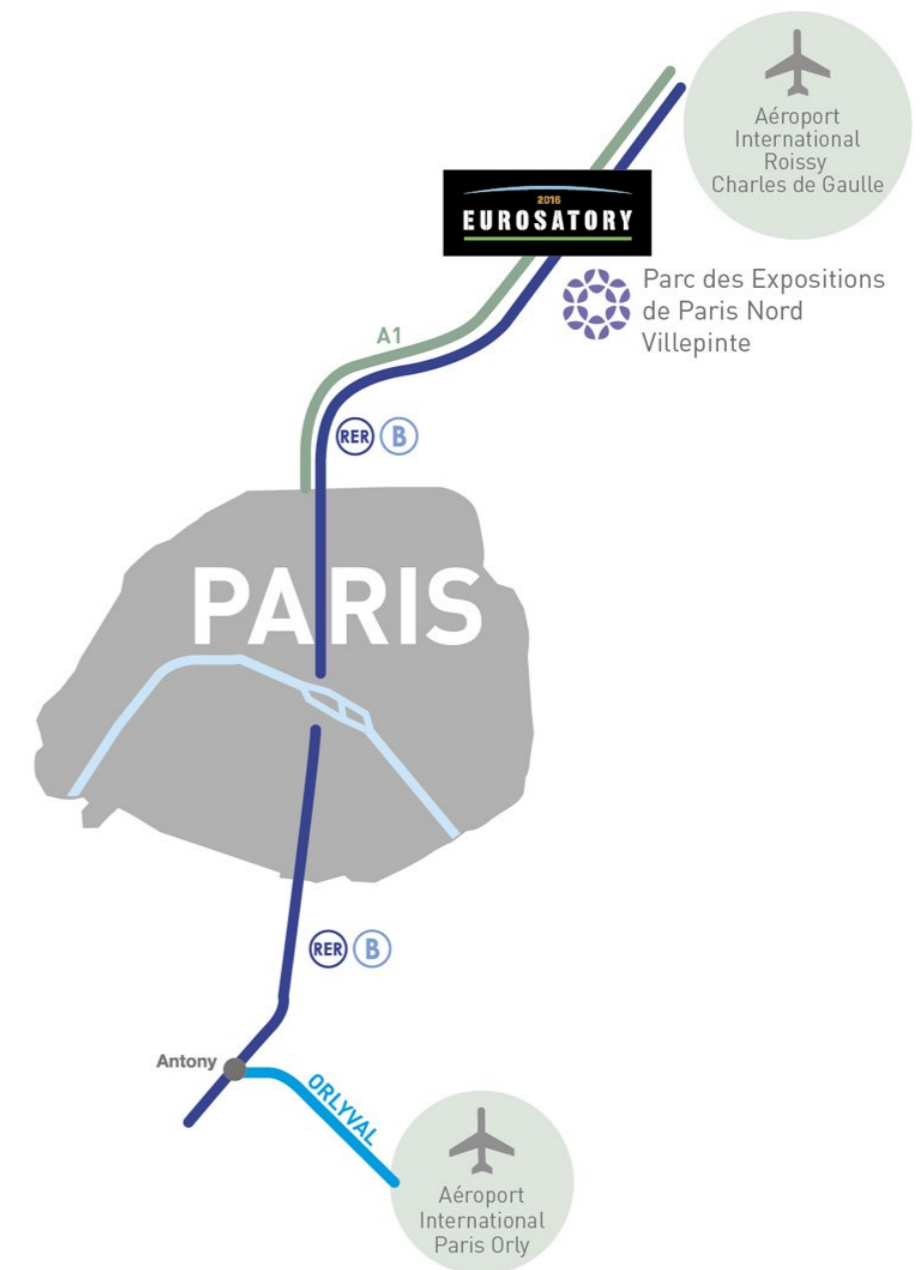 Aéroport
International
Roissy
Charles de Gaulle
2016
EUROSATORY
Parc des Expositions
de Paris Nord
Villepinte
A1
RER B
PARIS
RER B
Antony
ORLYVAL
Aéroport
International
Paris Orly